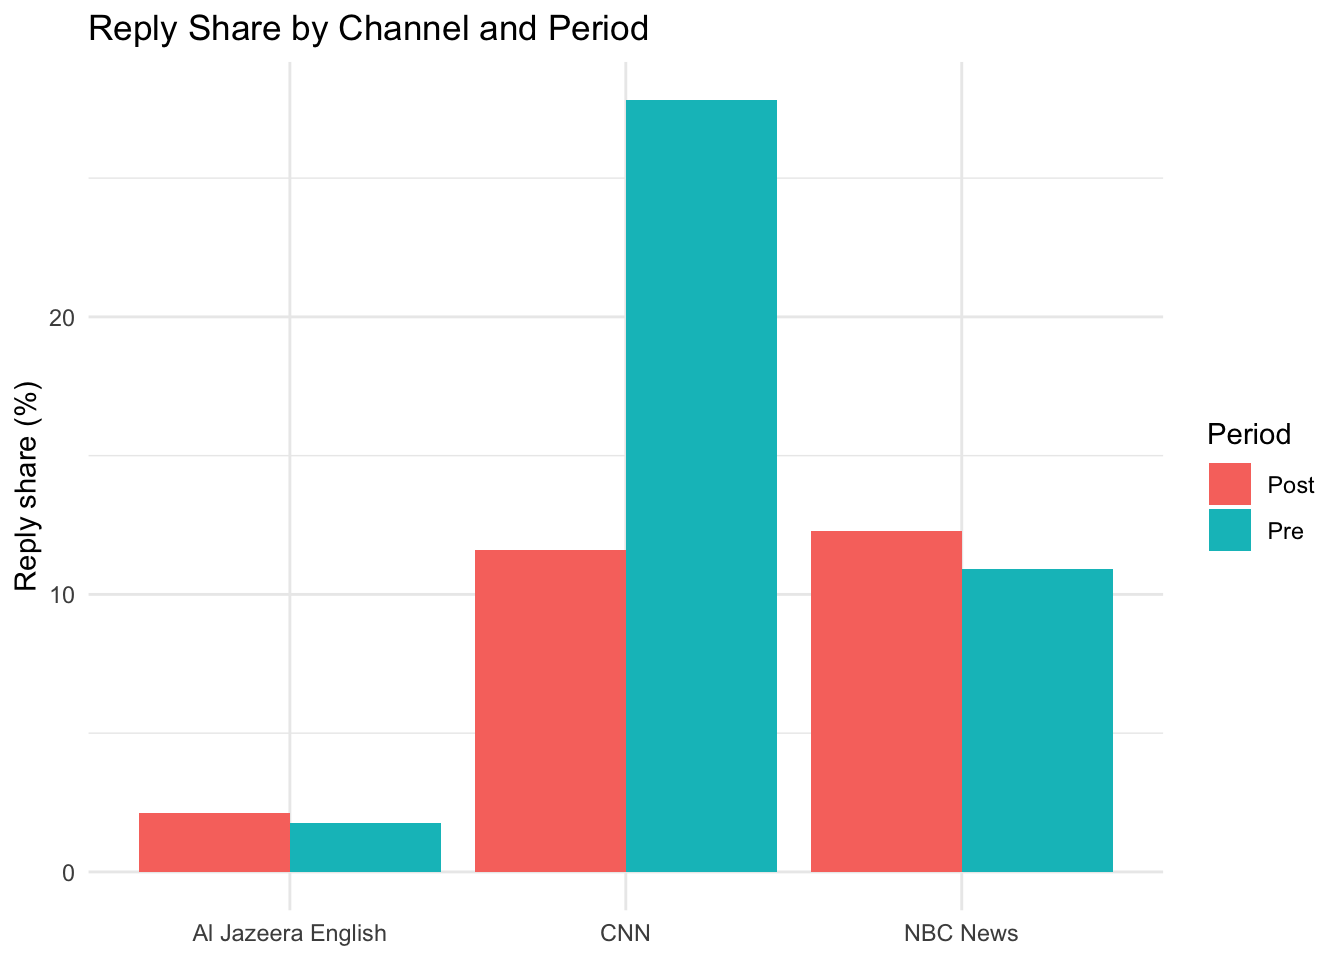 Reply Share by Channel and Period
Reply share (%)
20
10
0
Al Jazeera English
CNN
NBC News
Period
Post
Pre